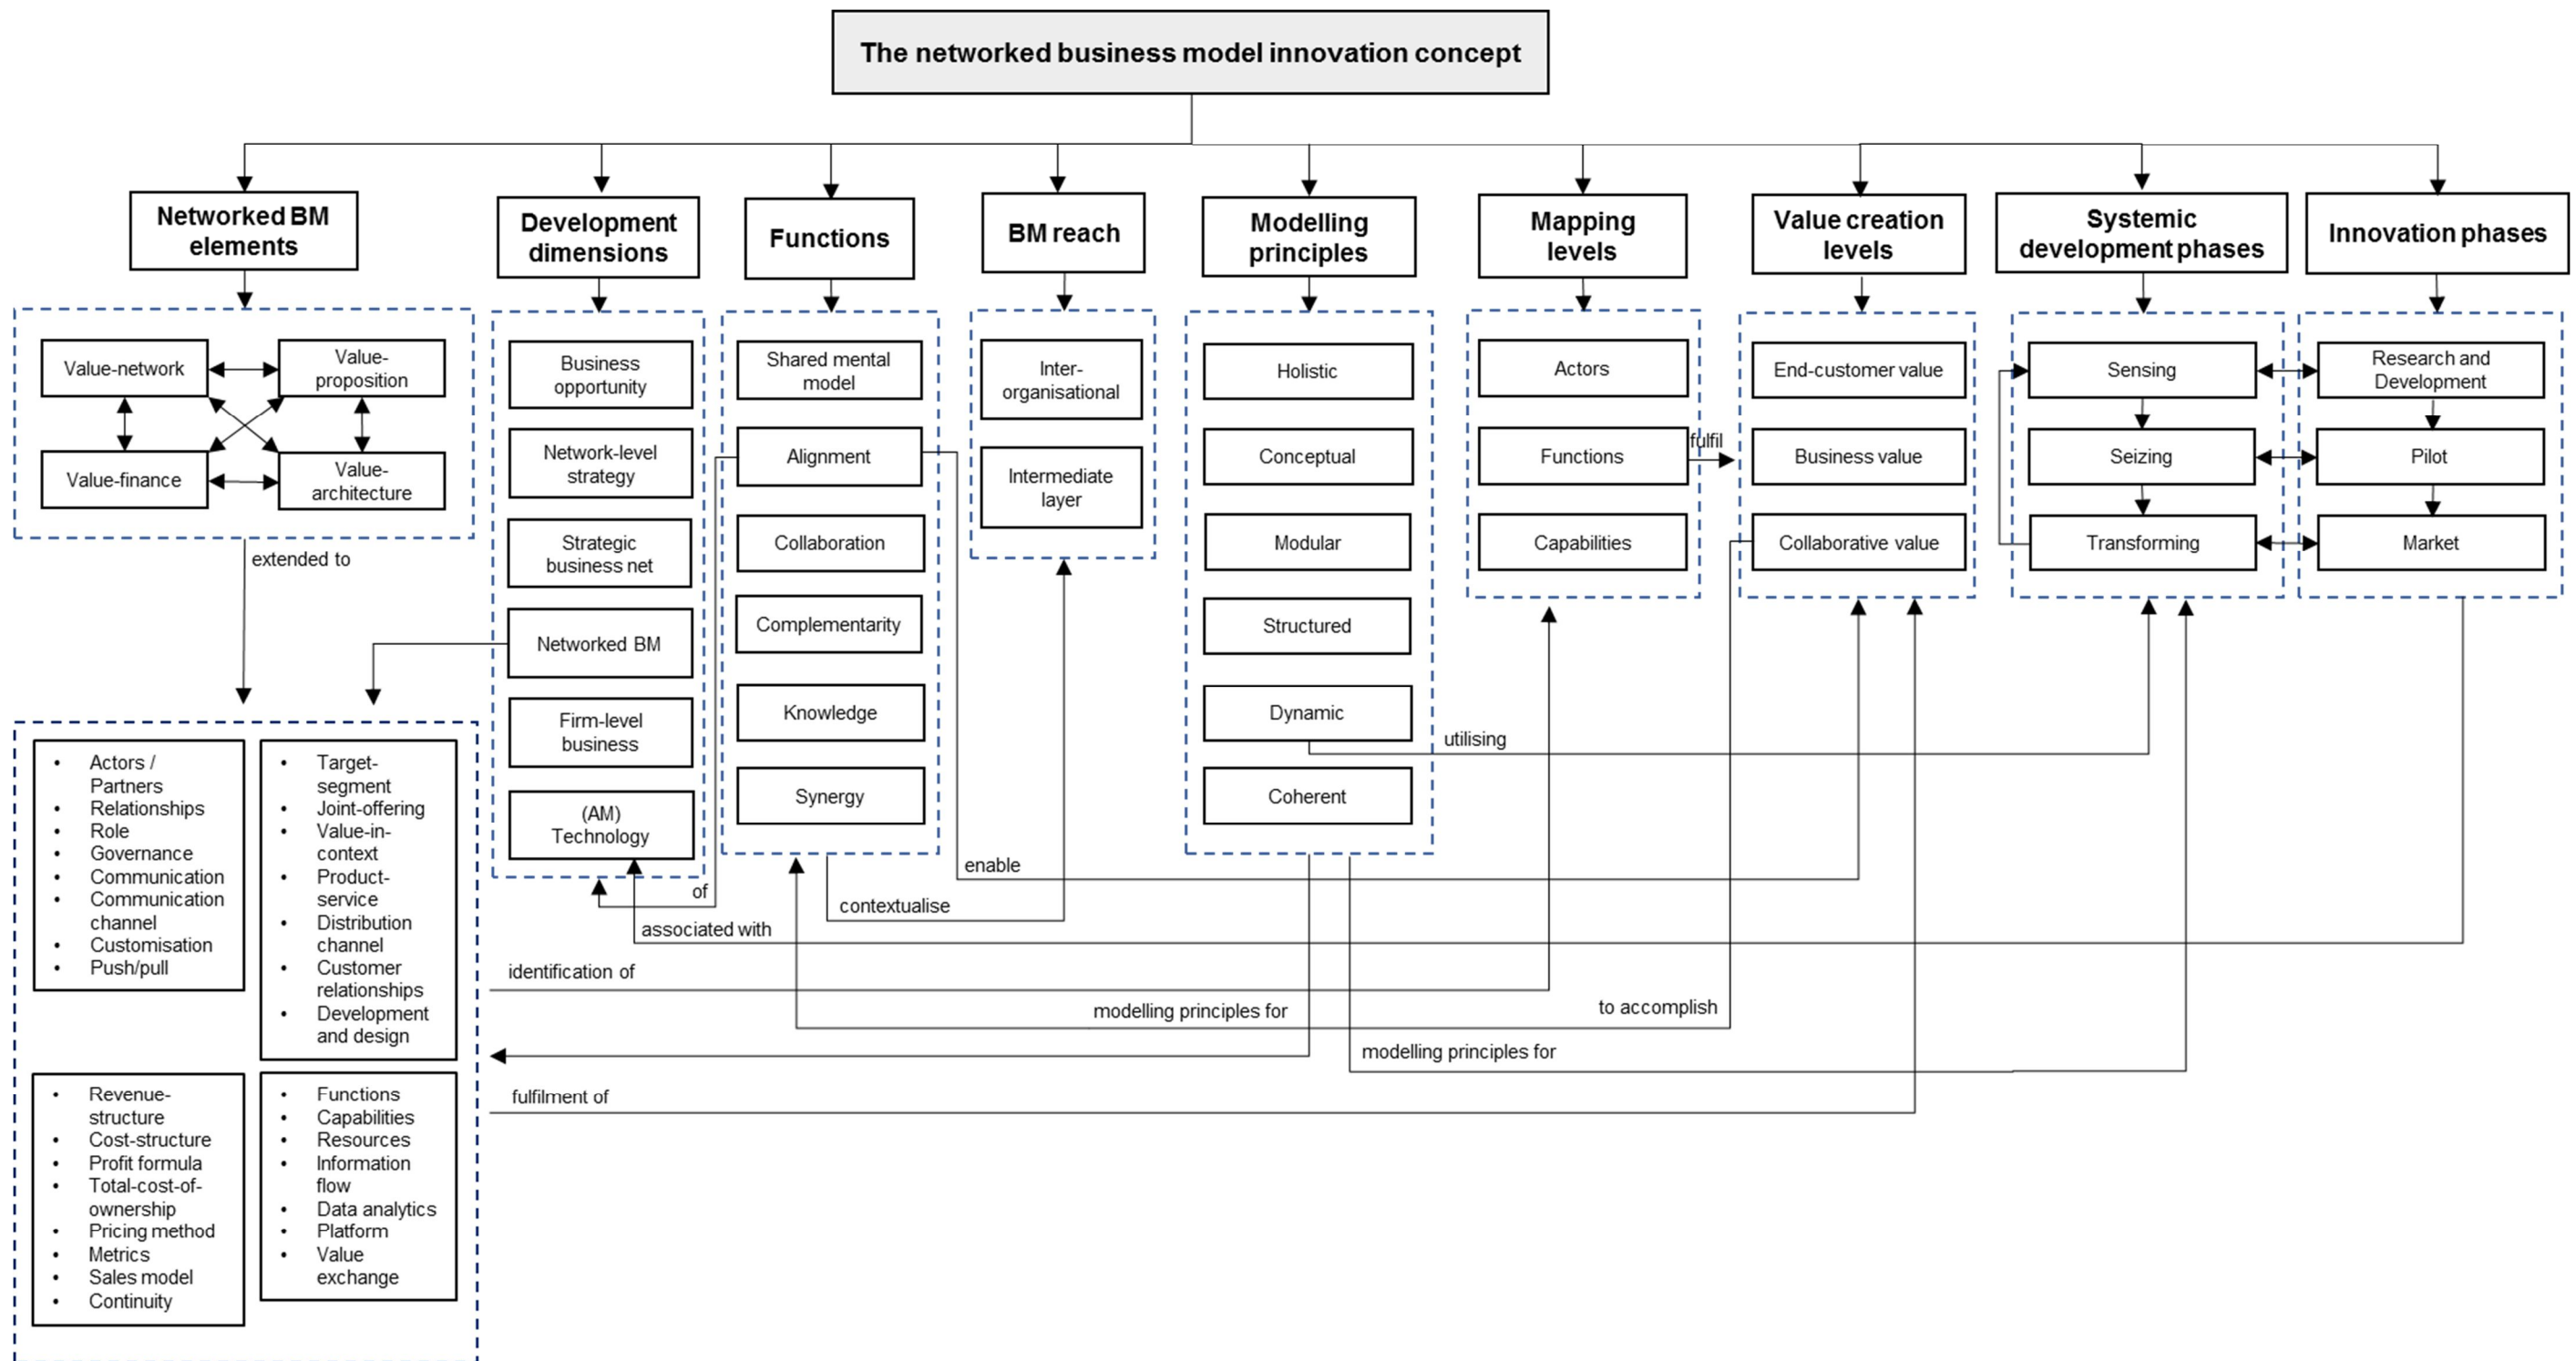 The networked business model innovation concept
Networked BM
elements
Development
dimensions
Functions
BM reach
Modelling
principles
Mapping
levels
Value creation
levels
Systemic
development phases
Innovation phases
Value-network
Value-
proposition
Value-finance
Value-
architecture
extended to
Business
opportunity
Network-level
strategy
Strategic
business net
Networked BM
Firm-level
business
(AM)
Technology
Shared mental
model
Alignment
Collaboration
Complementarity
Knowledge
Synergy
Inter-
organisational
Intermediate
layer
Holistic
Conceptual
Modular
Structured
Dynamic
Coherent
Actors
Functions
Capabilities
fulfil
End-customer value
Business value
Collaborative value
Sensing
Seizing
Transforming
Research and
Development
Pilot
Market
utilising
enable
of
contextualise
associated with
identification of
modelling principles for
to accomplish
modelling principles for
fulfilment of
• Actors /
Partners
• Relationships
• Role
• Governance
• Communication
• Communication
channel
• Customisation
• Push/pull
• Target-
segment
• Joint-offering
• Value-in-
context
• Product-
service
• Distribution
channel
• Customer
relationships
• Development
and design
• Revenue-
structure
• Cost-structure
• Profit formula
• Total-cost-of-
ownership
• Pricing method
• Metrics
• Sales model
• Continuity
• Functions
• Capabilities
• Resources
• Information
flow
• Data analytics
• Platform
• Value
exchange